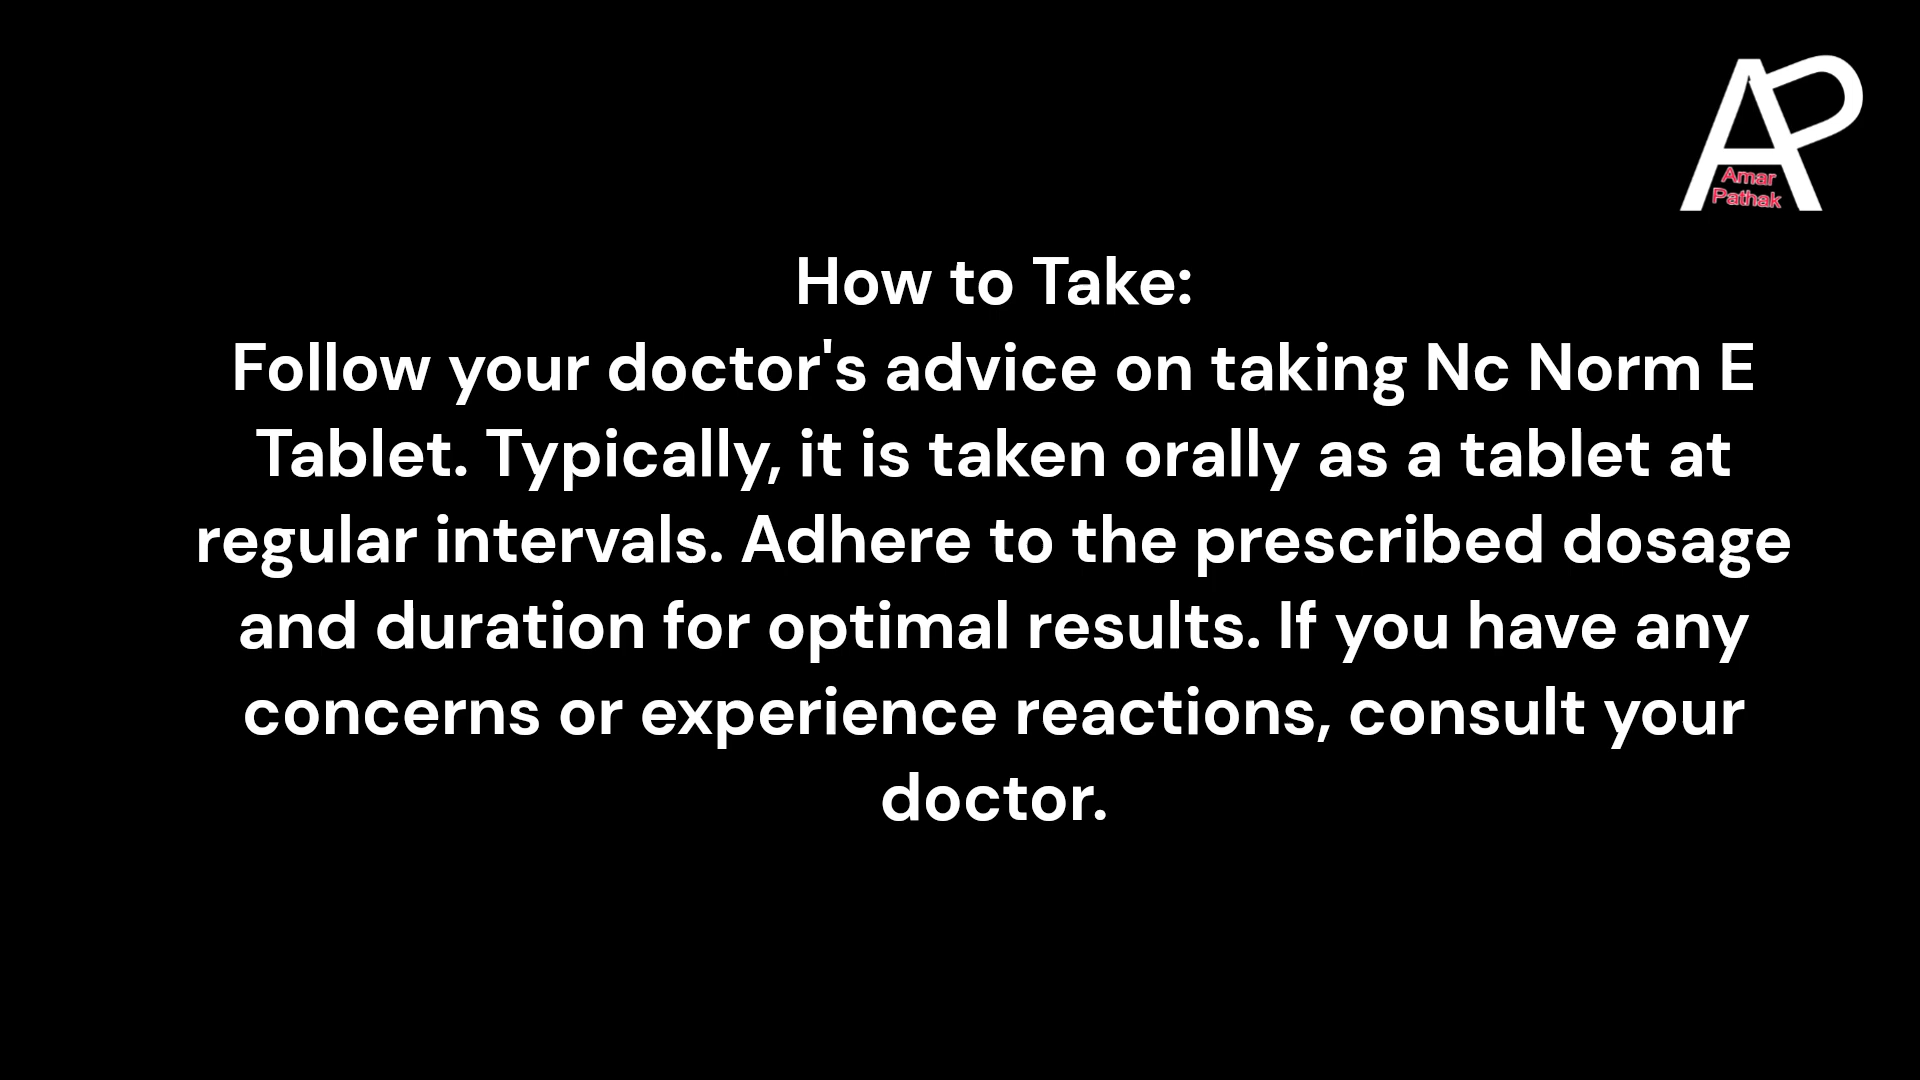 AP
Amar
Pathak
How to Take:
Follow your doctor's advice on taking Nc Norm E
Tablet. Typically, it is taken orally as a tablet at
regular intervals. Adhere to the prescribed dosage
and duration for optimal results. If you have any
concerns or experience reactions, consult your
doctor.